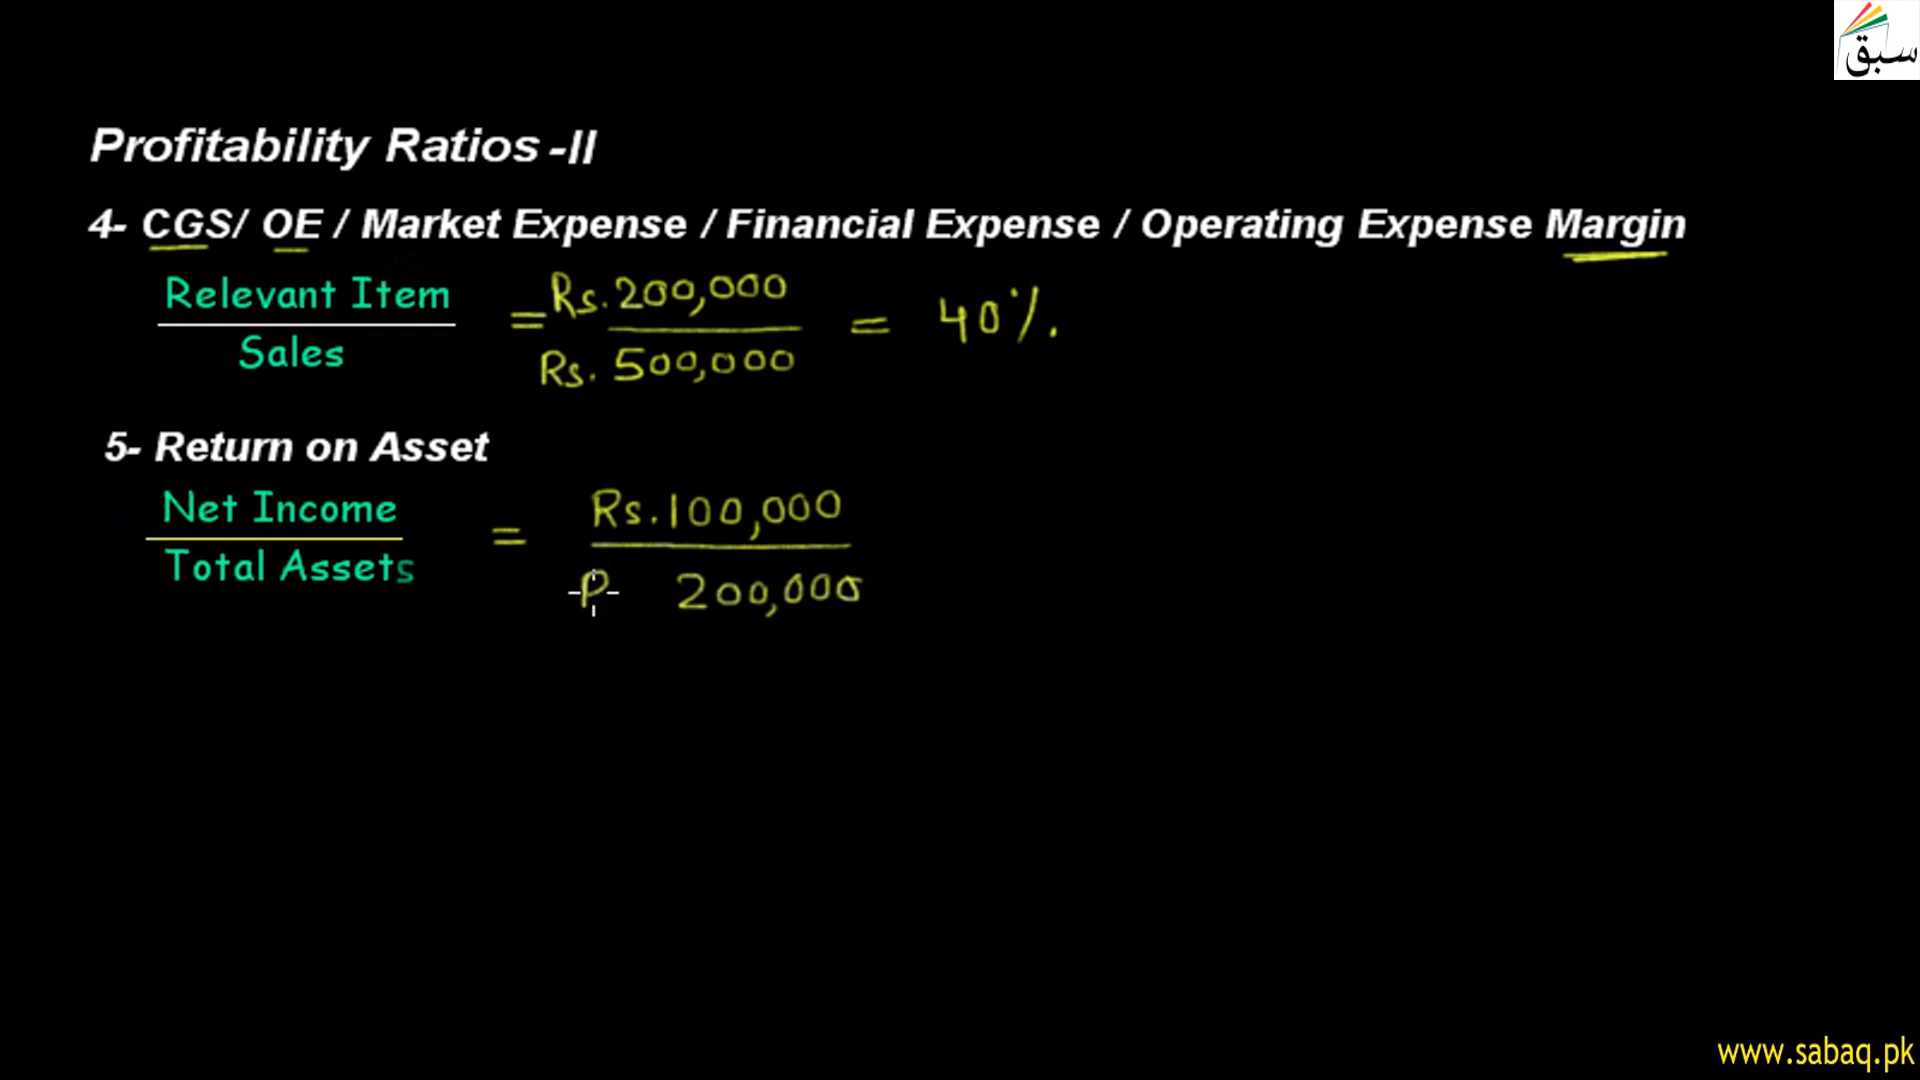 سبق
Profitability Ratios -II
4- CGS/ OE / Market Expense / Financial Expense / Operating Expense Margin
Relevant Item = Rs. 200,000 = 40%.
Sales Rs. 500,000
5- Return on Asset
Net Income = Rs. 100,000
Total Assets 200,000
www.sabaq.pk